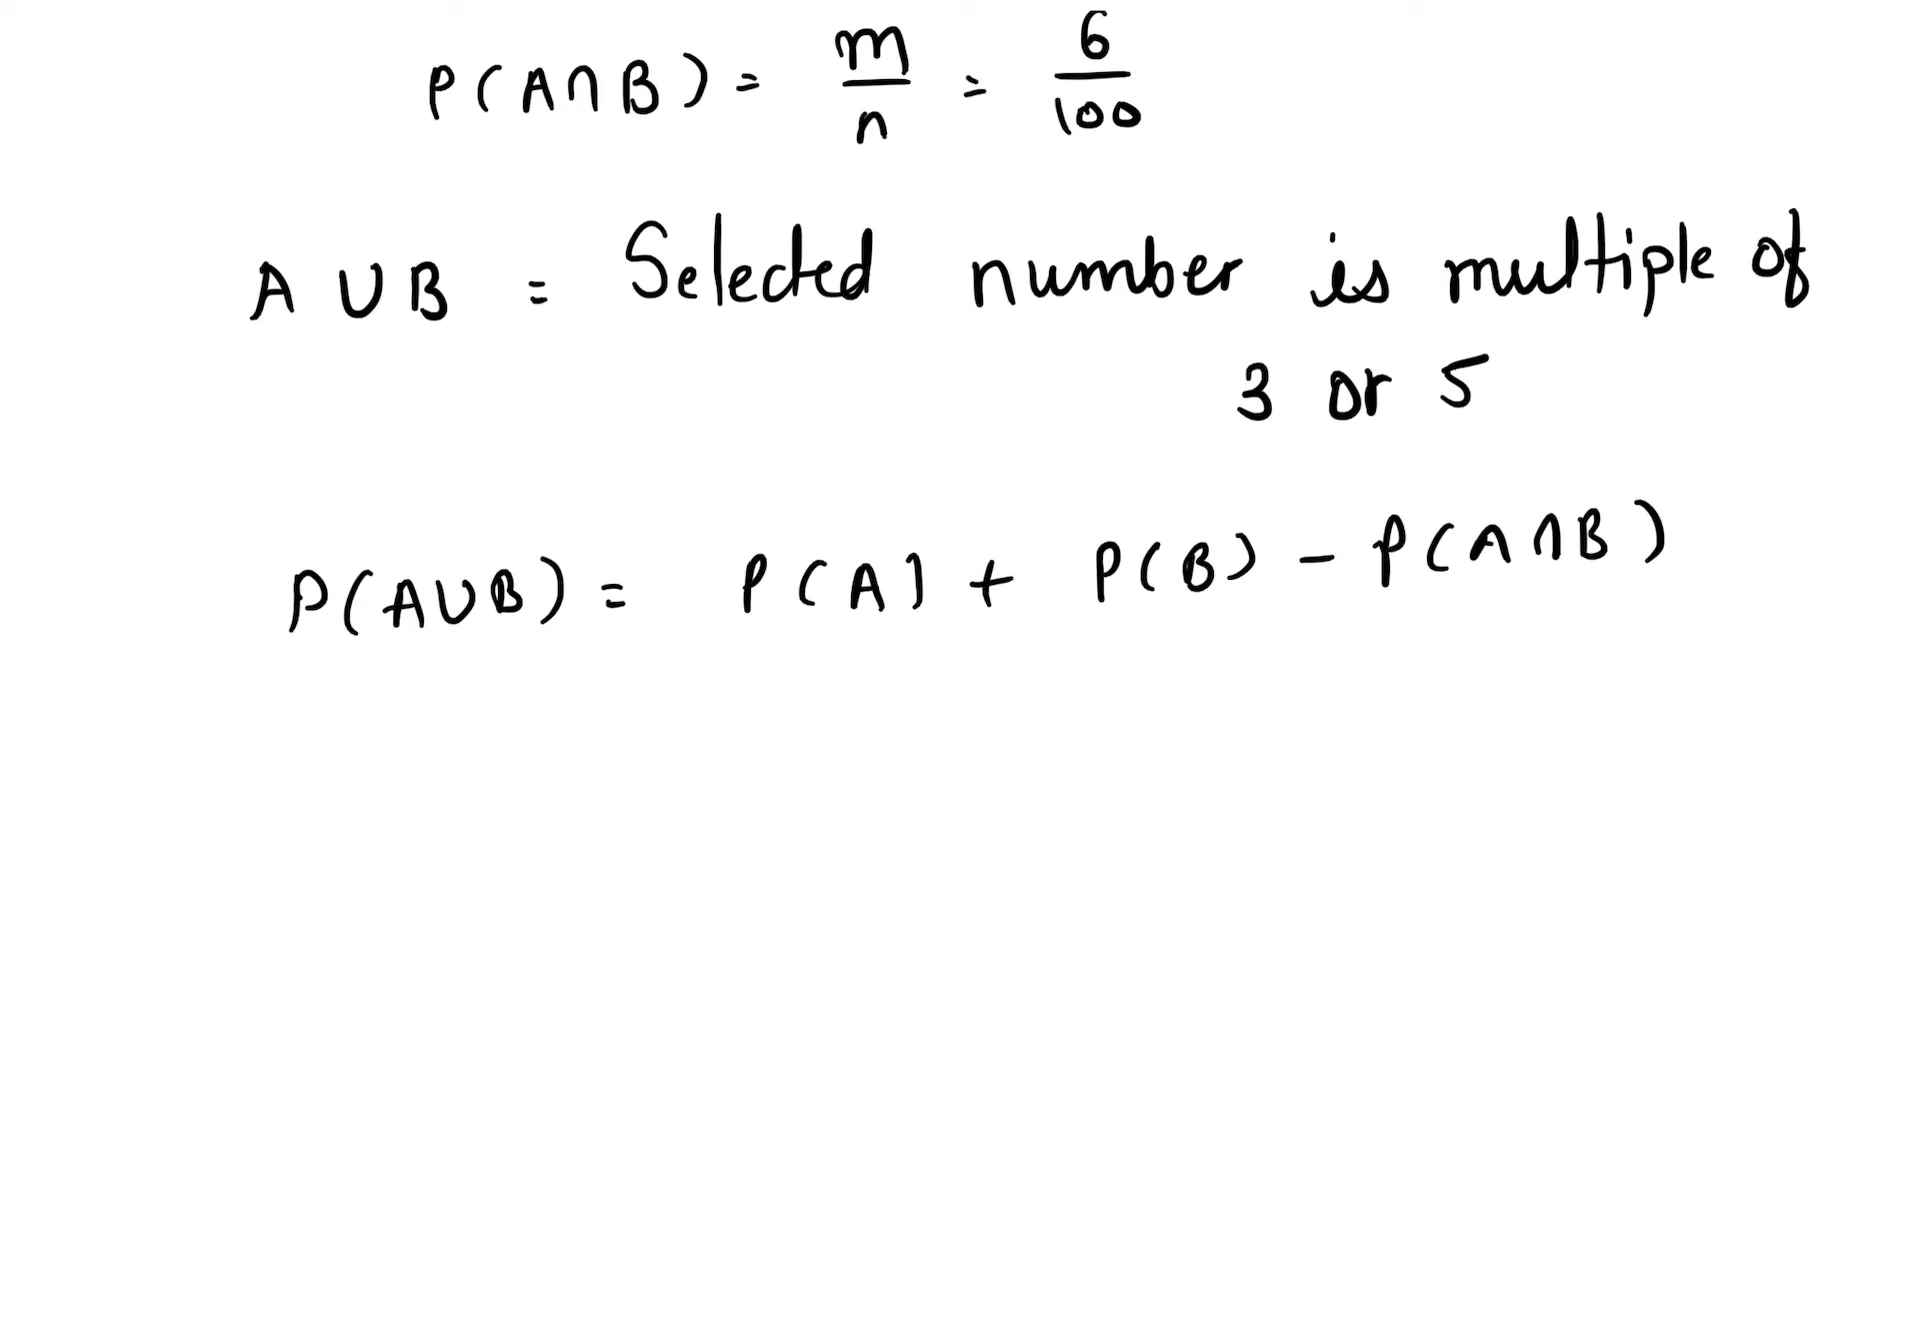 P(A∩B) = m/n = 6/100
A ∪ B = Selected number is multiple of
3 or 5
P(A∪B) = P(A) + P(B) - P(A∩B)